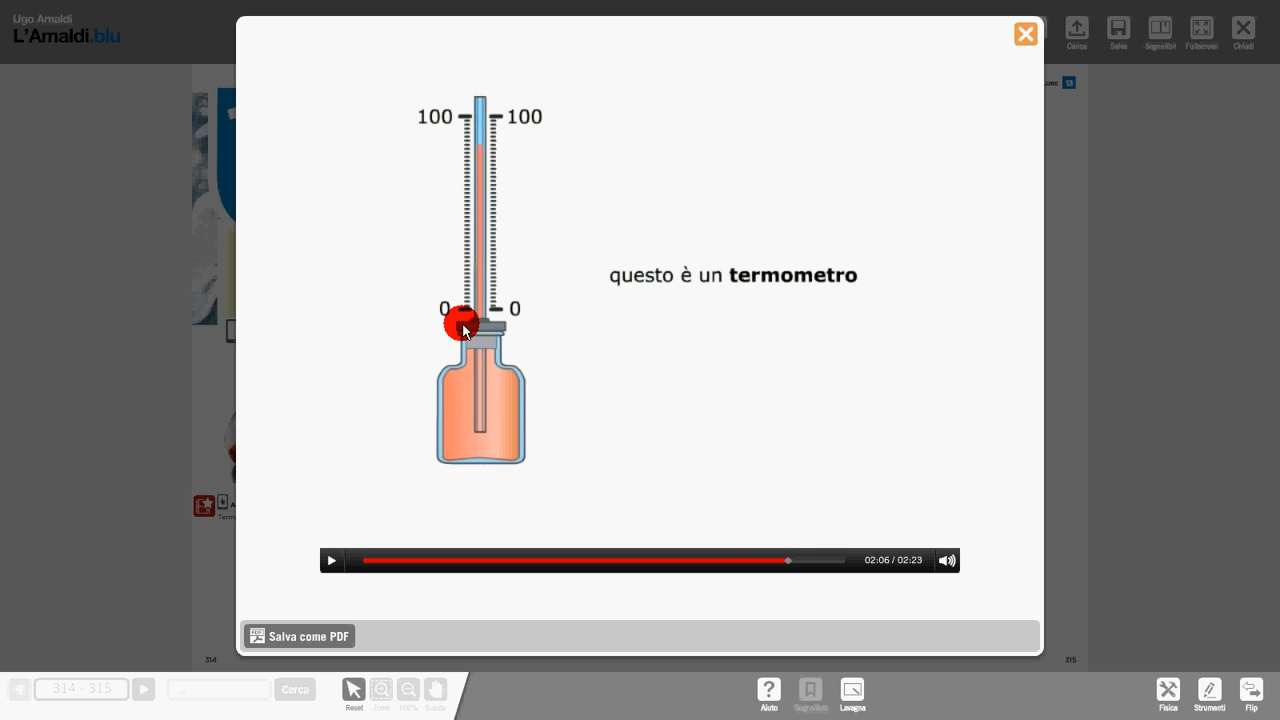 Ugo Amaldi
L'Amaldi.blu
Carica
Salva
Segnalibri
Fullscreen
Chiudi
100
100
questo è un termometro
0
0
02:06 / 02:23
Salva come PDF
314
315
314 - 315
Cerca
Reset
Zoom
100%
Sposta
Aiuto
Segnalibro
Lavagna
Fisica
Strumenti
Flip